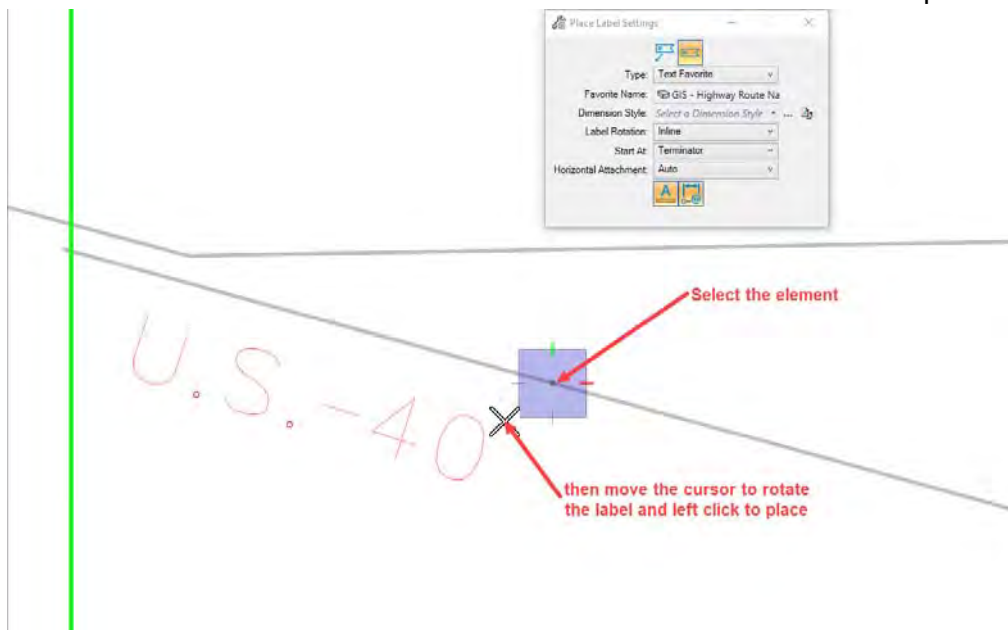 Place Label Settings
Type: Text Favorite
Favorite Name: GIS - Highway Route Na
Dimension Style: Select a Dimension Style
Label Rotation: Inline
Start At: Terminator
Horizontal Attachment: Auto
A
Select the element
U.S.-40
then move the cursor to rotate
the label and left click to place